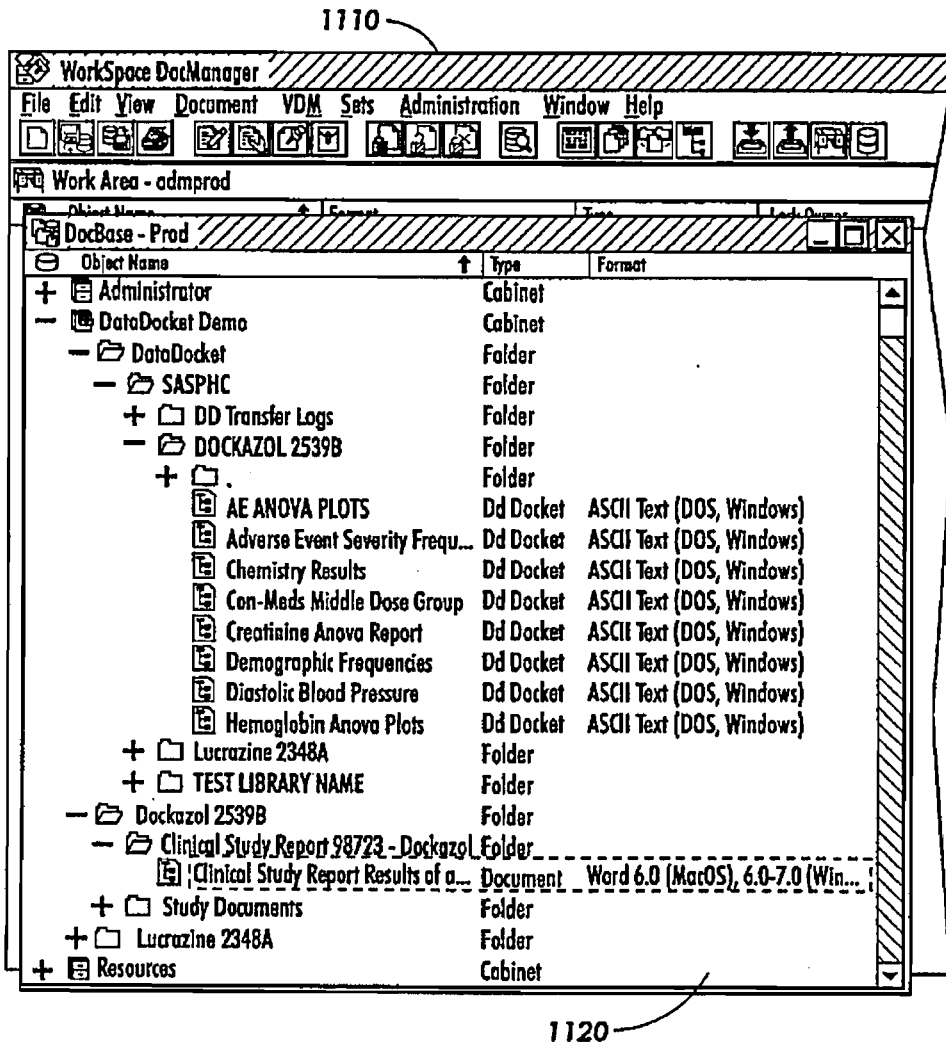 1110
WorkSpace DocManager
File Edit View Document VDM Sets Administration Window Help
Work Area - admprod
Object Name Format Type Lock Owner
DocBase - Prod
Object Name Type Format
+ Administrator Cabinet
- DataDocket Demo Cabinet
- DataDocket Folder
- SASPHC Folder
+ DD Transfer Logs Folder
- DOCKAZOL 2539B Folder
+ . Folder
AE ANOVA PLOTS Dd Docket ASCII Text (DOS, Windows)
Adverse Event Severity Frequ... Dd Docket ASCII Text (DOS, Windows)
Chemistry Results Dd Docket ASCII Text (DOS, Windows)
Con-Meds Middle Dose Group Dd Docket ASCII Text (DOS, Windows)
Creatinine Anova Report Dd Docket ASCII Text (DOS, Windows)
Demographic Frequencies Dd Docket ASCII Text (DOS, Windows)
Diastolic Blood Pressure Dd Docket ASCII Text (DOS, Windows)
Hemoglobin Anova Plots Dd Docket ASCII Text (DOS, Windows)
+ Lucrazine 2348A Folder
+ TEST LIBRARY NAME Folder
- Dockazol 2539B Folder
- Clinical Study Report 98723 - Dockazol Folder
Clinical Study Report Results of a... Document Word 6.0 (MacOS), 6.0-7.0 (Win...
+ Study Documents Folder
+ Lucrazine 2348A Folder
+ Resources Cabinet
1120